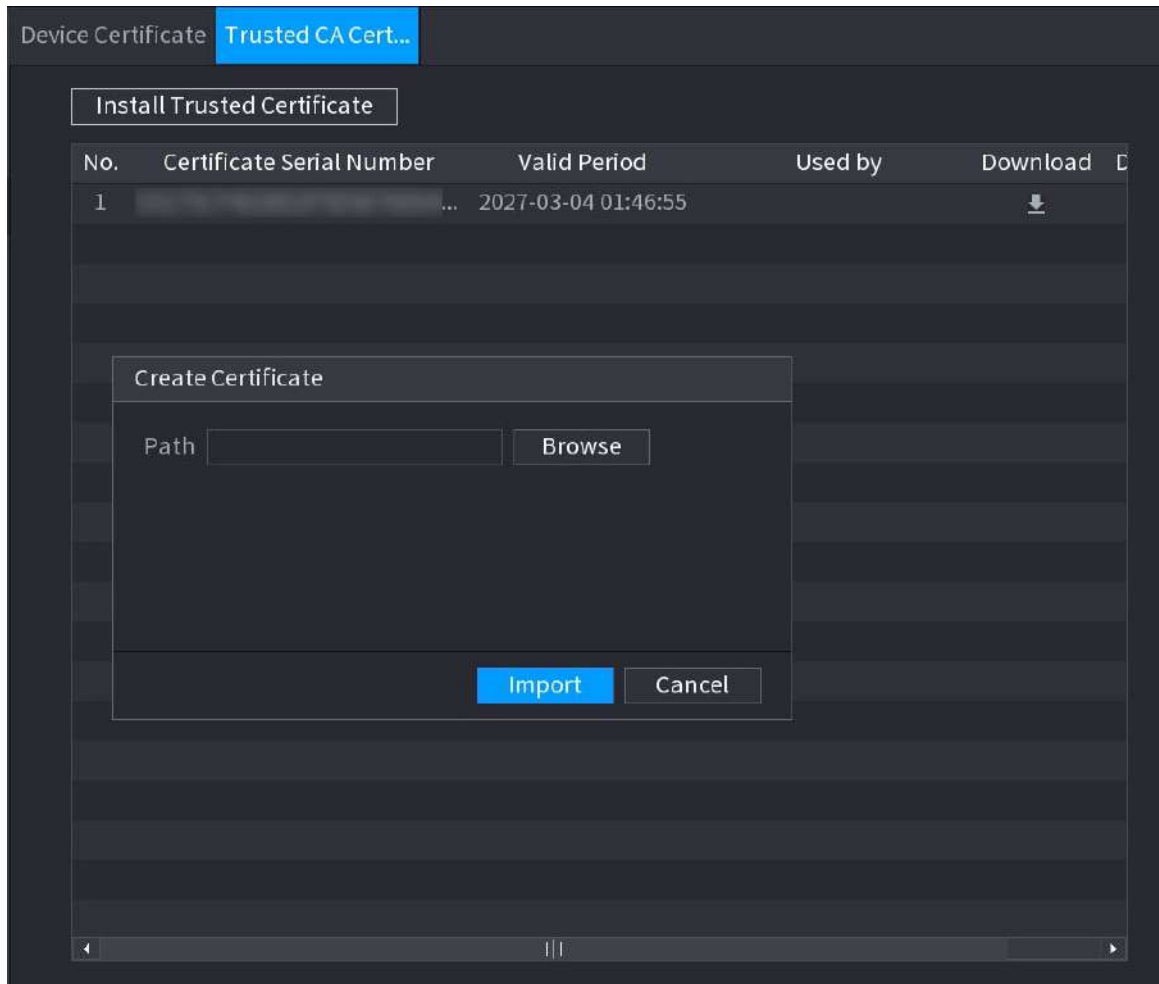 Device Certificate Trusted CA Cert...
Install Trusted Certificate
No. Certificate Serial Number Valid Period Used by Download D
1 ... 2027-03-04 01:46:55
Create Certificate
Path Browse
Import Cancel